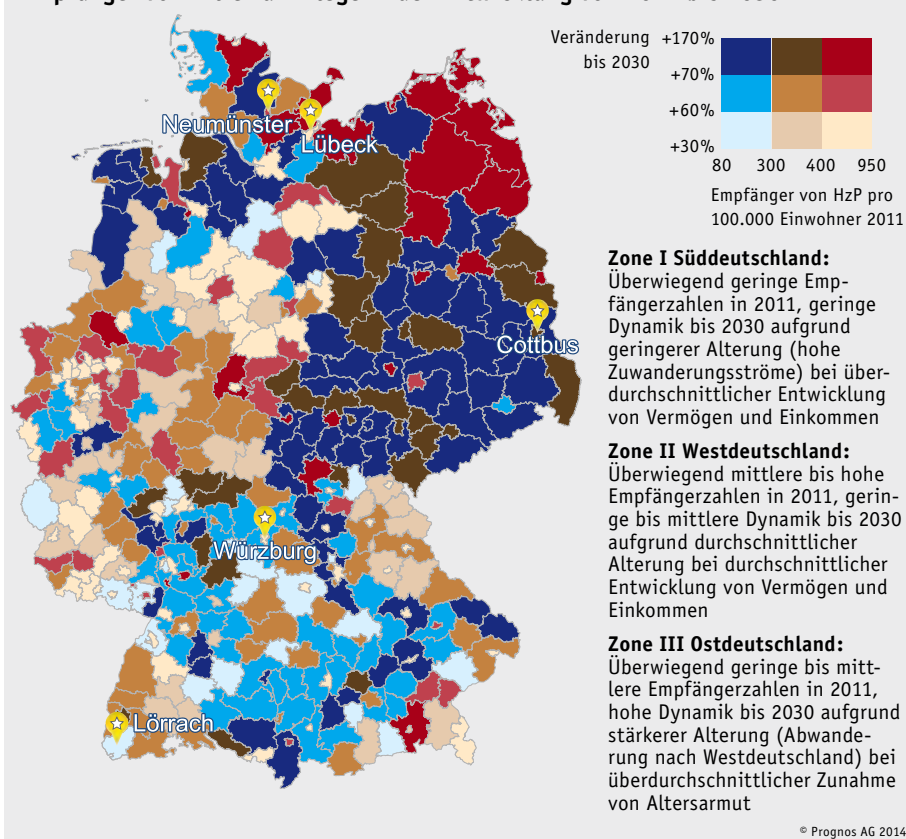 Veränderung
bis 2030
+170%
+70%
+60%
+30%
80 300 400 950
Empfänger von HzP pro
100.000 Einwohner 2011
Neumünster
Lübeck
Cottbus
Würzburg
Lörrach
Zone I Süddeutschland:
Überwiegend geringe Emp-
fängerzahlen in 2011, geringe
Dynamik bis 2030 aufgrund
geringerer Alterung (hohe
Zuwanderungsströme) bei über-
durchschnittlicher Entwicklung
von Vermögen und Einkommen
Zone II Westdeutschland:
Überwiegend mittlere bis hohe
Empfängerzahlen in 2011, gerin-
ge bis mittlere Dynamik bis 2030
aufgrund durchschnittlicher
Alterung bei durchschnittlicher
Entwicklung von Vermögen und
Einkommen
Zone III Ostdeutschland:
Überwiegend geringe bis mitt-
lere Empfängerzahlen in 2011,
hohe Dynamik bis 2030 aufgrund
stärkerer Alterung (Abwande-
rung nach Westdeutschland) bei
überdurchschnittlicher Zunahme
von Altersarmut
© Prognos AG 2014